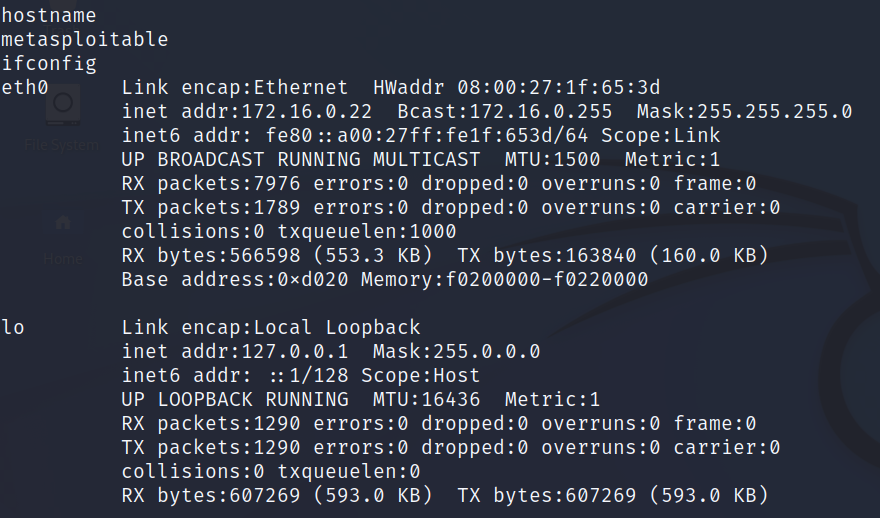 hostname
metasploitable
ifconfig
eth0      Link encap:Ethernet  HWaddr 08:00:27:1f:65:3d
          inet addr:172.16.0.22  Bcast:172.16.0.255  Mask:255.255.255.0
          inet6 addr: fe80::a00:27ff:fe1f:653d/64 Scope:Link
          UP BROADCAST RUNNING MULTICAST  MTU:1500  Metric:1
          RX packets:7976 errors:0 dropped:0 overruns:0 frame:0
File System
          TX packets:1789 errors:0 dropped:0 overruns:0 carrier:0
          collisions:0 txqueuelen:1000
          RX bytes:566598 (553.3 KB)  TX bytes:163840 (160.0 KB)
Home
          Base address:0×d020 Memory:f0200000-f0220000
lo        Link encap:Local Loopback
          inet addr:127.0.0.1  Mask:255.0.0.0
          inet6 addr: ::1/128 Scope:Host
          UP LOOPBACK RUNNING  MTU:16436  Metric:1
          RX packets:1290 errors:0 dropped:0 overruns:0 frame:0
          TX packets:1290 errors:0 dropped:0 overruns:0 carrier:0
          collisions:0 txqueuelen:0
          RX bytes:607269 (593.0 KB)  TX bytes:607269 (593.0 KB)